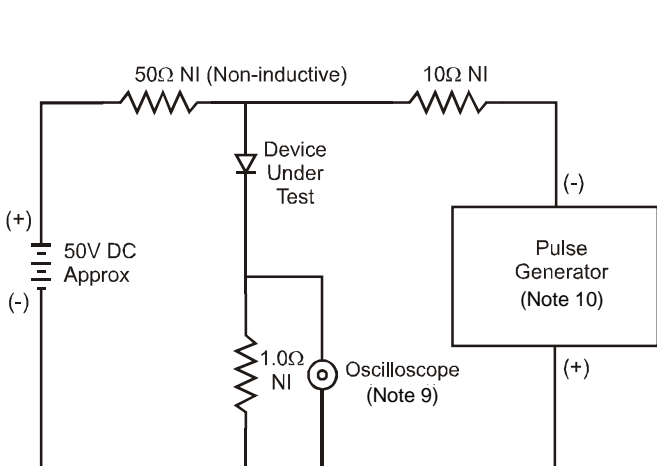 50Ω NI (Non-inductive)
10Ω NI
Device
Under
Test
(-)
(+)
50V DC
Approx
(-)
Pulse
Generator
(Note 10)
1.0Ω
NI
Oscilloscope
(Note 9)
(+)